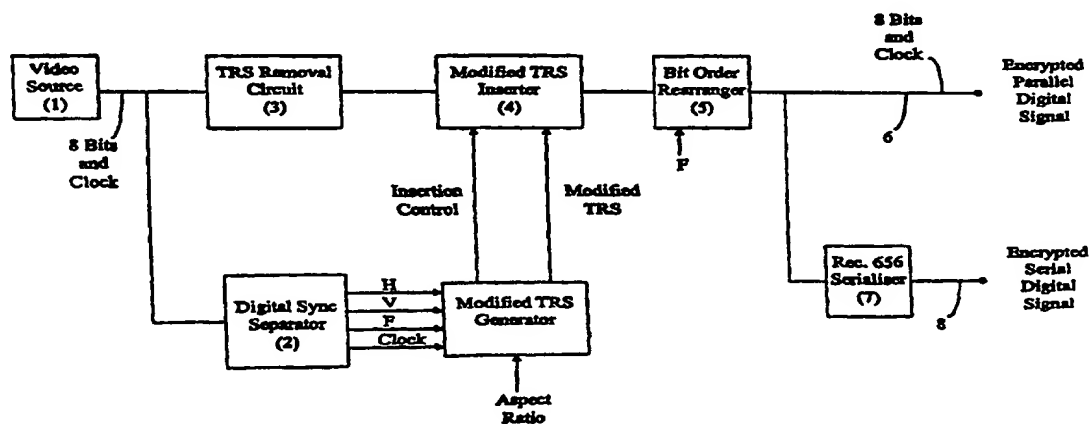 Video
Source
(1)
8 Bits
and
Clock
TRS Removal
Circuit
(3)
Modified TRS
Inserter
(4)
Bit Order
Rearranger
(5)
F
8 Bits
and
Clock
6
Encrypted
Parallel
Digital
Signal
Insertion
Control
Modified
TRS
Digital Sync
Separator
(2)
H
V
F
Clock
Modified TRS
Generator
Aspect
Ratio
Rec. 656
Serialiser
(7)
8
Encrypted
Serial
Digital
Signal